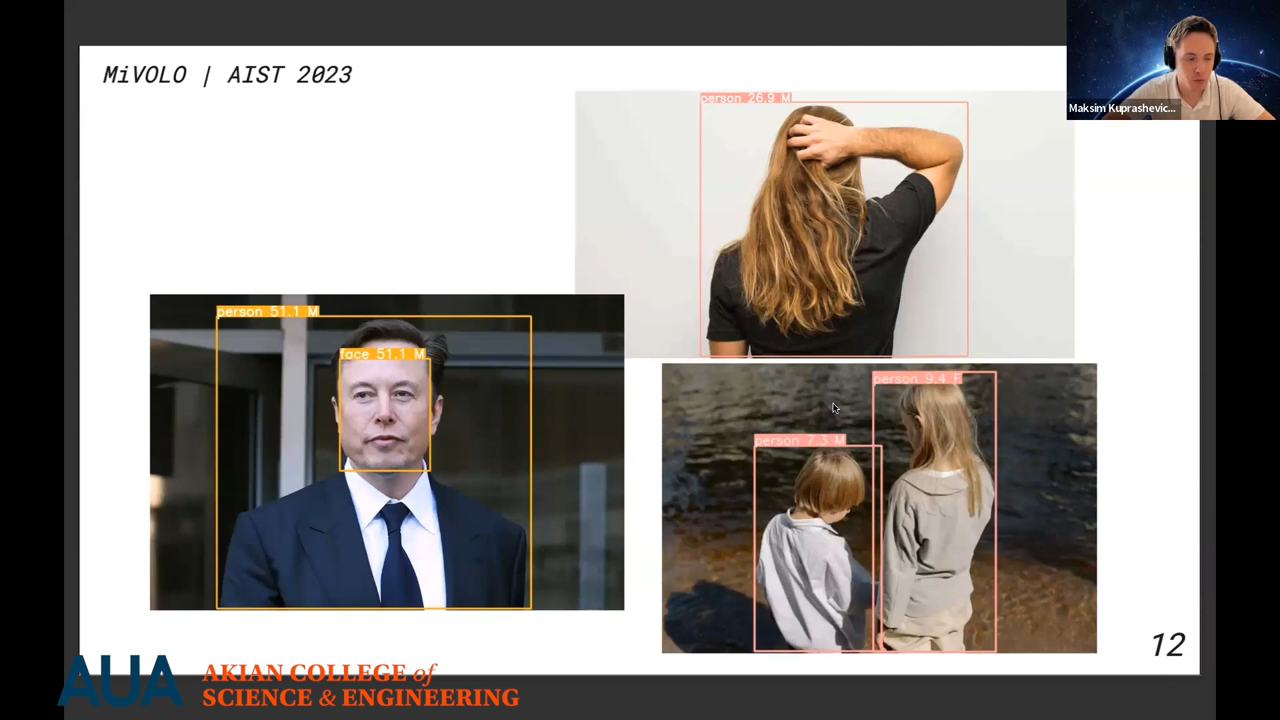 MiVOLO | AIST 2023
person 26.9 M
Maksim Kuprashevic...
person 51.1 M
face 51.1 M
person 9.4 F
person 7.3 M
12
AUA
AKIAN COLLEGE of
SCIENCE & ENGINEERING